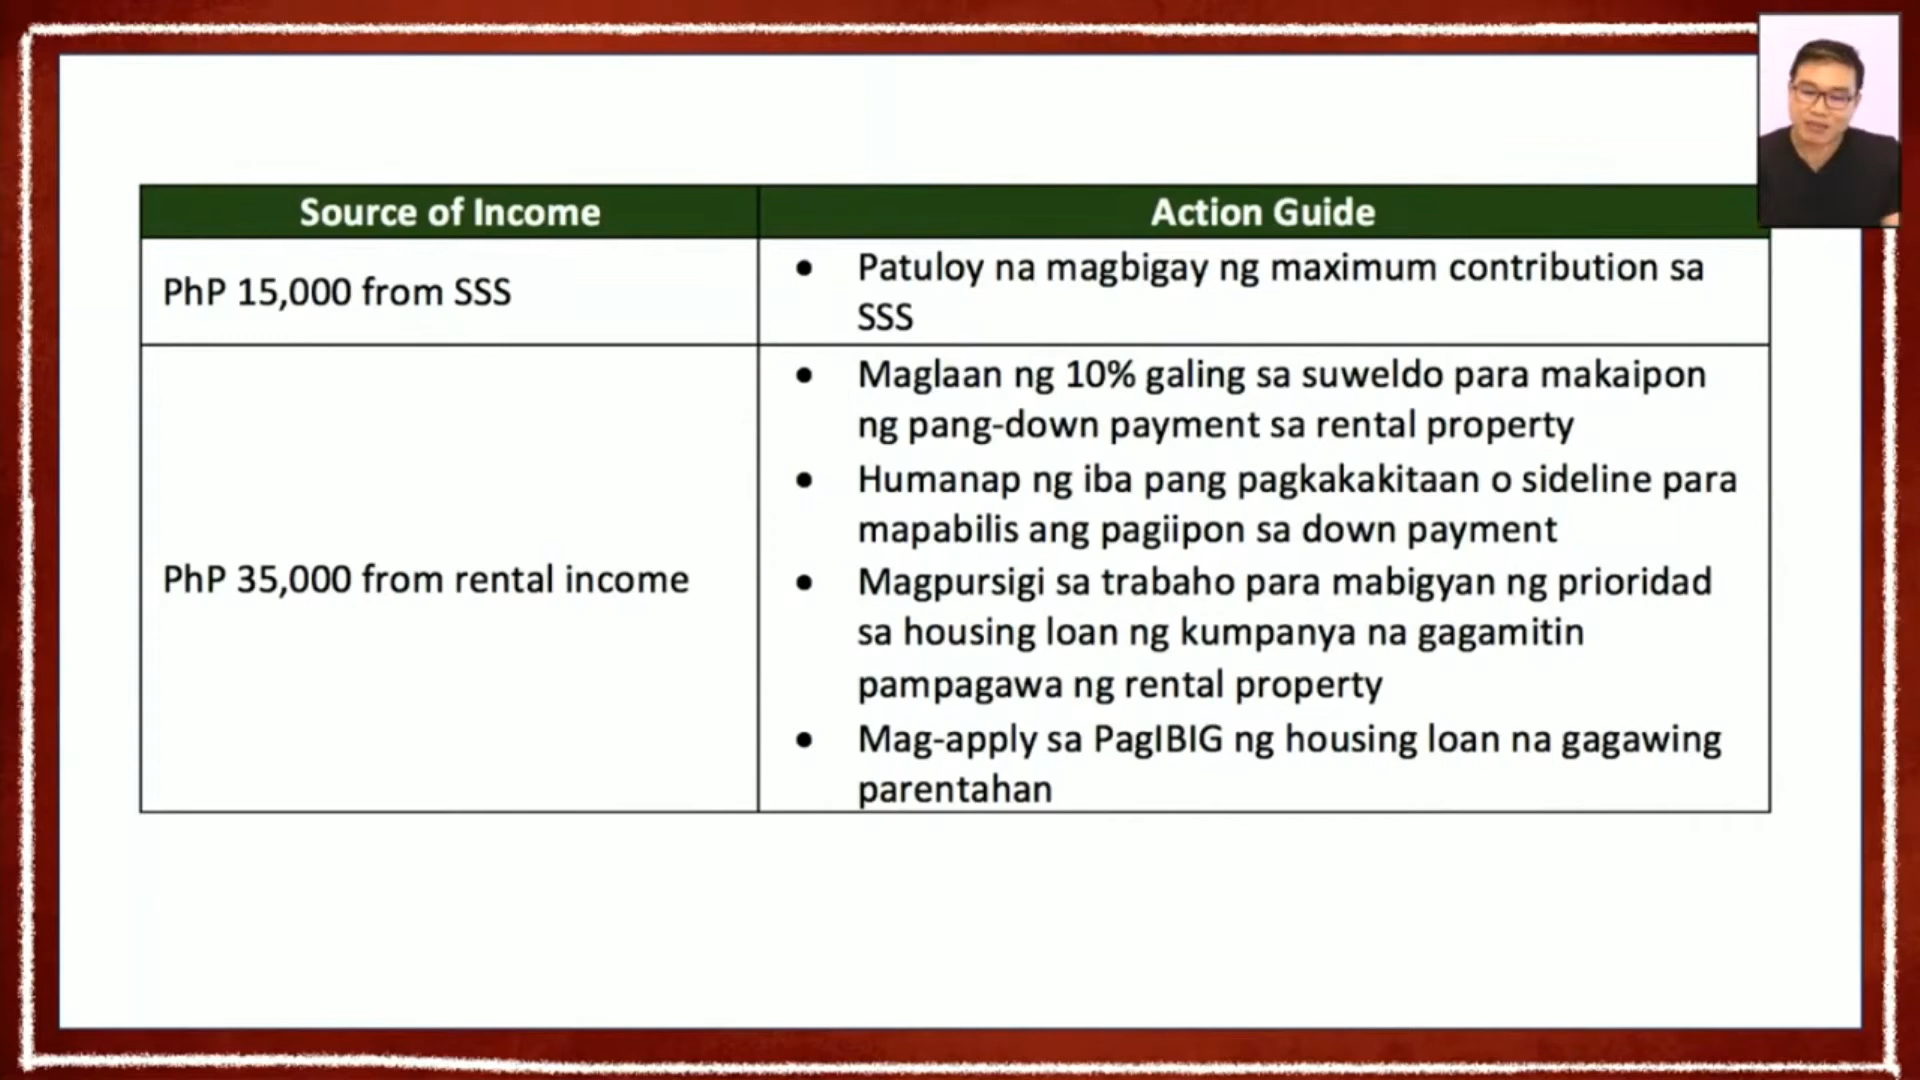 Source of Income
Action Guide
PhP 15,000 from SSS
• Patuloy na magbigay ng maximum contribution sa
SSS
PhP 35,000 from rental income
• Maglaan ng 10% galing sa suweldo para makaipon
ng pang-down payment sa rental property
• Humanap ng iba pang pagkakakitaan o sideline para
mapabilis ang pagiipon sa down payment
• Magpursigi sa trabaho para mabigyan ng prioridad
sa housing loan ng kumpanya na gagamitin
pampagawa ng rental property
• Mag-apply sa PagIBIG ng housing loan na gagawing
parentahan